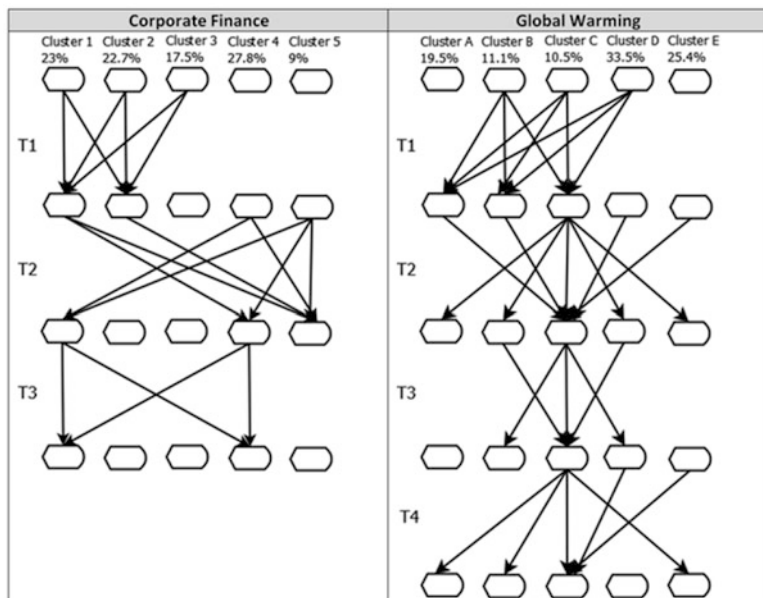 Corporate Finance
Cluster 1 Cluster 2 Cluster 3 Cluster 4 Cluster 5
23% 22.7% 17.5% 27.8% 9%
T1
T2
T3
Global Warming
Cluster A Cluster B Cluster C Cluster D Cluster E
19.5% 11.1% 10.5% 33.5% 25.4%
T1
T2
T3
T4